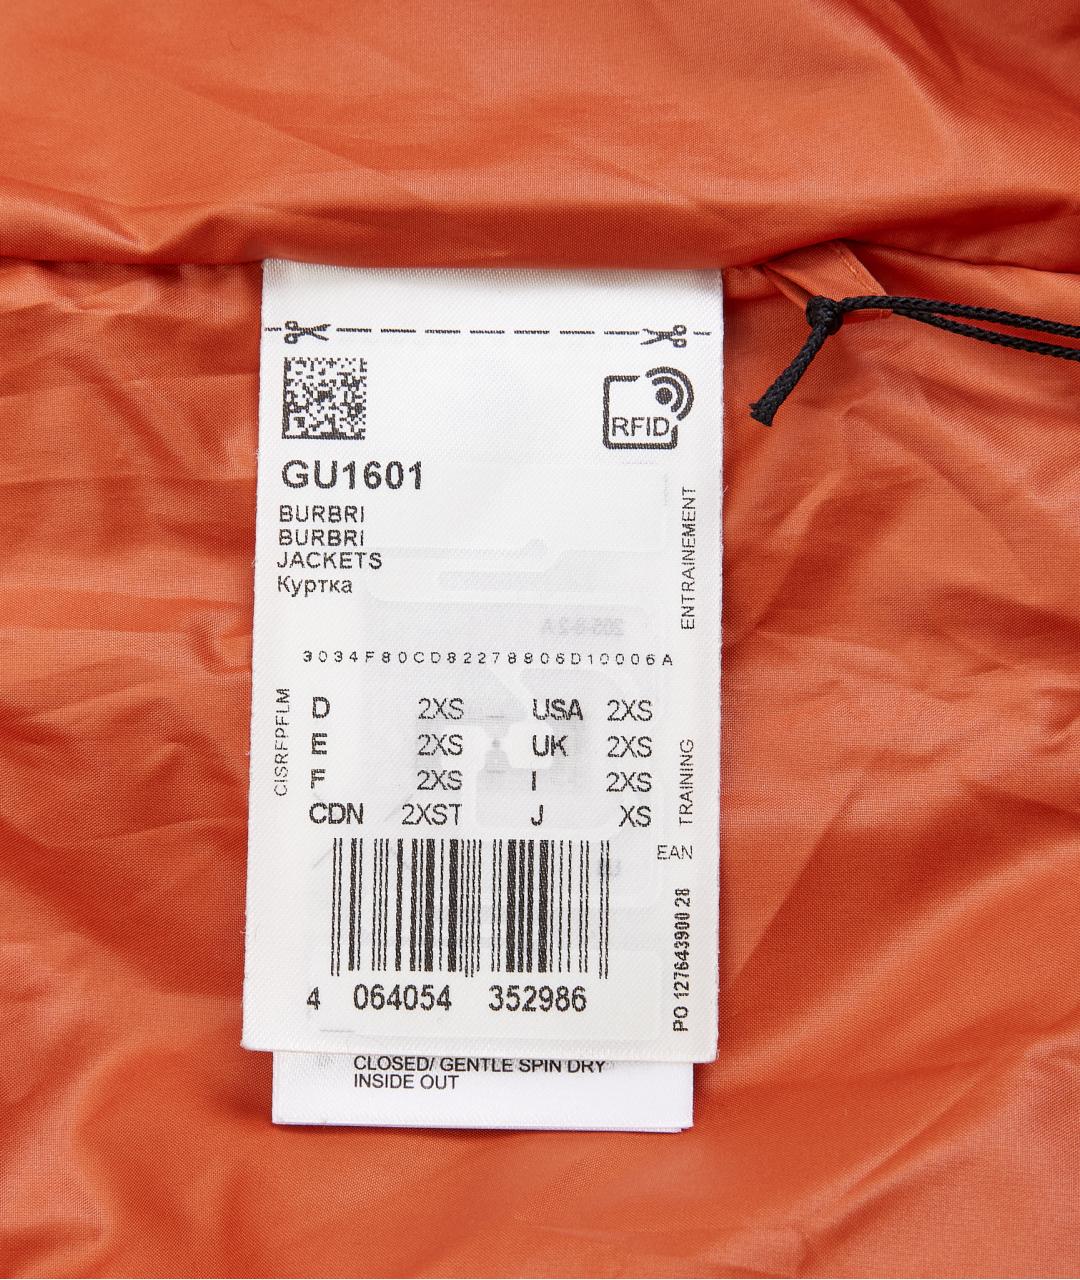 RFID
GU1601
BURBRI
BURBRI
JACKETS
Куртка
ENTRAINEMENT
3034F80CD82278806D10006A
CISRFPFLM
D 2XS USA 2XS
E 2XS UK 2XS
F 2XS I 2XS
CDN 2XST J XS
TRAINING
EAN
PO 127643900 28
4 064054 352986
CLOSED/ GENTLE SPIN DRY
INSIDE OUT